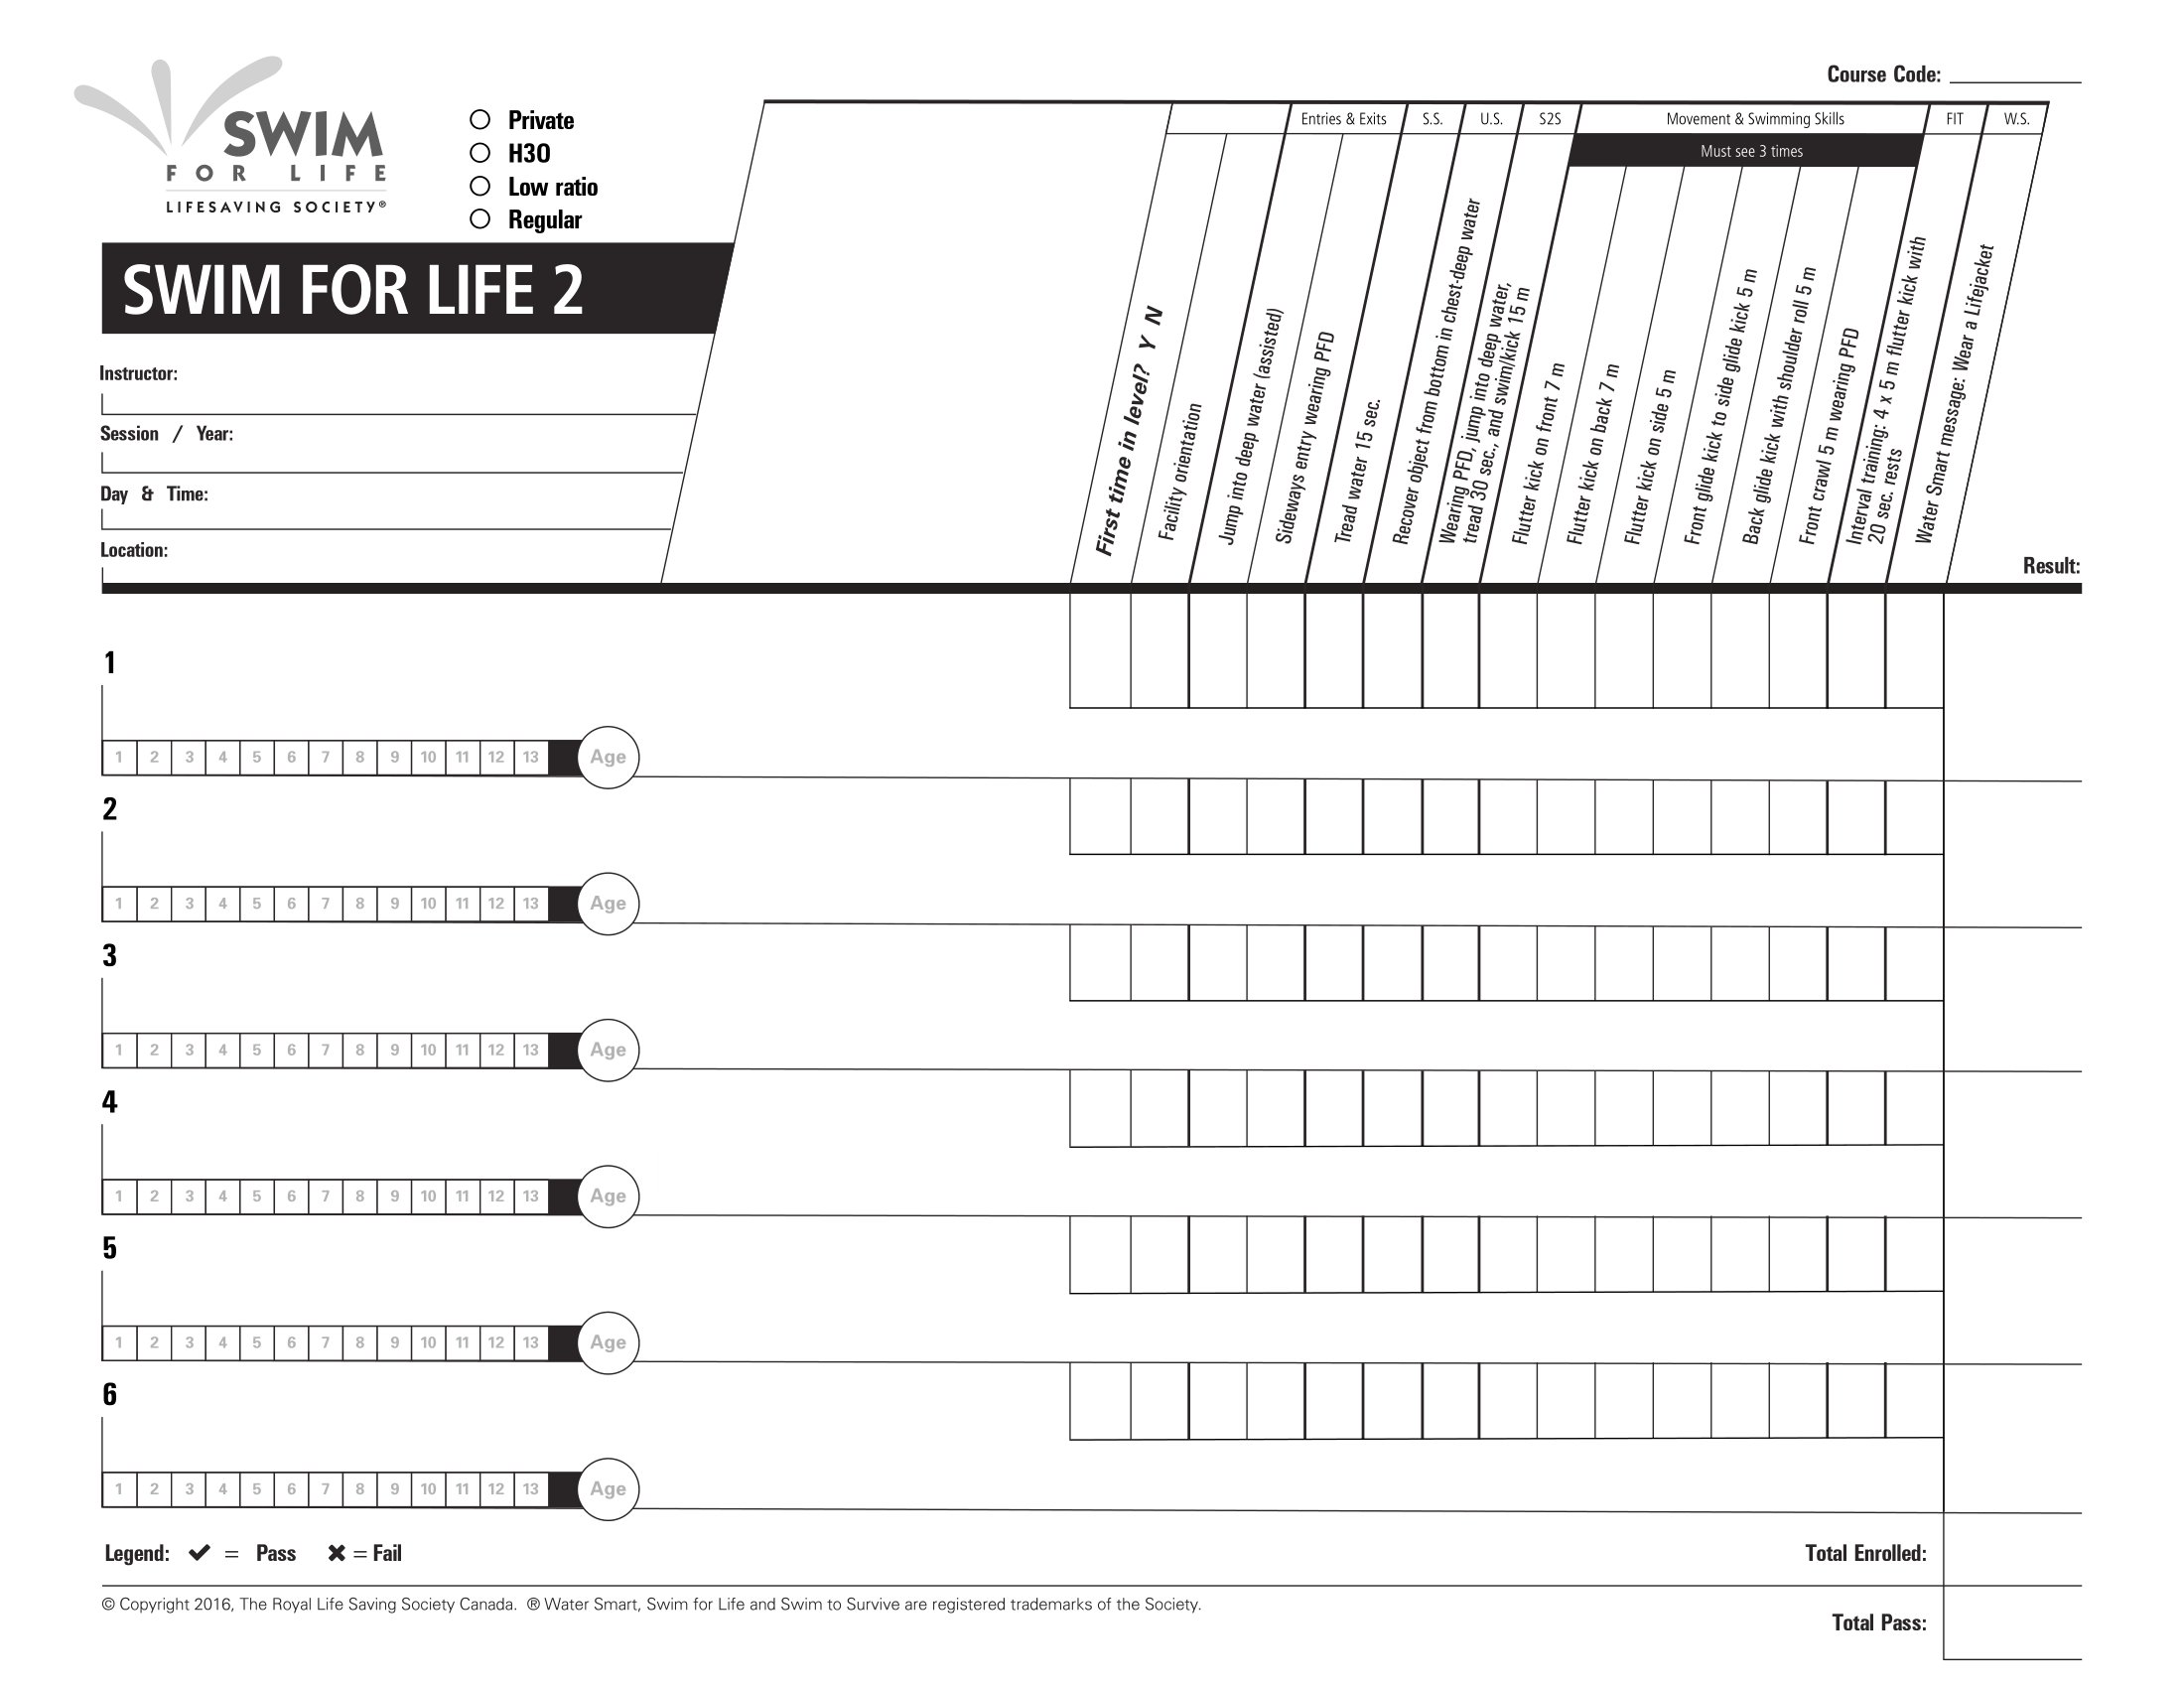 Course Code:
SWIM
FOR LIFE
LIFESAVING SOCIETY®
Private
H3O
Low ratio
Regular
SWIM FOR LIFE 2
Instructor:
Session / Year:
Day & Time:
Location:
Entries & Exits
S.S.
U.S.
S2S
Movement & Swimming Skills
FIT
W.S.
Must see 3 times
First time in level? Y N
Facility orientation
Jump into deep water (assisted)
Sideways entry wearing PFD
Tread water 15 sec.
Recover object from bottom in chest-deep water
Wearing PFD, jump into deep water,
tread 30 sec., and swim/kick 15 m
Flutter kick on front 7 m
Flutter kick on back 7 m
Flutter kick on side 5 m
Front glide kick to side glide kick 5 m
Back glide kick with shoulder roll 5 m
Front crawl 5 m wearing PFD
Interval training: 4 x 5 m flutter kick with
20 sec. rests
Water Smart message: Wear a Lifejacket
Result:
1
1 2 3 4 5 6 7 8 9 10 11 12 13 Age
2
1 2 3 4 5 6 7 8 9 10 11 12 13 Age
3
1 2 3 4 5 6 7 8 9 10 11 12 13 Age
4
1 2 3 4 5 6 7 8 9 10 11 12 13 Age
5
1 2 3 4 5 6 7 8 9 10 11 12 13 Age
6
1 2 3 4 5 6 7 8 9 10 11 12 13 Age
Legend: ✔ = Pass ✖ = Fail
Total Enrolled:
© Copyright 2016, The Royal Life Saving Society Canada. ® Water Smart, Swim for Life and Swim to Survive are registered trademarks of the Society.
Total Pass: